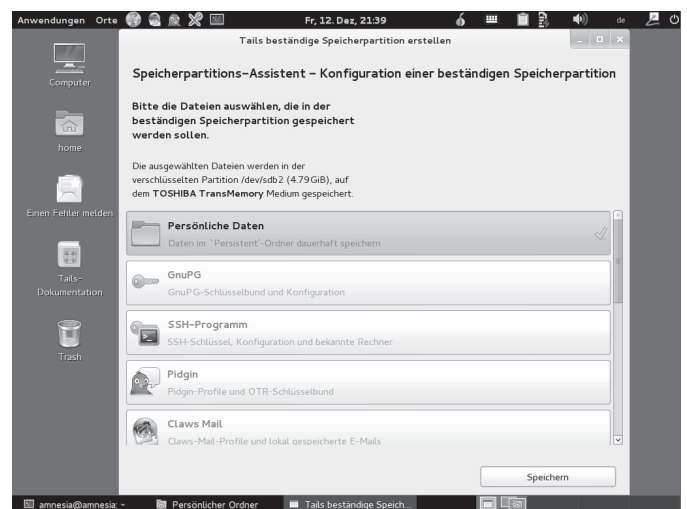 Anwendungen Orte Fr, 12. Dez, 21:39 de
Tails beständige Speicherpartition erstellen
Computer
home
Einen Fehler melden
Tails-
Dokumentation
Trash
Speicherpartitions-Assistent - Konfiguration einer beständigen Speicherpartition
Bitte die Dateien auswählen, die in der
beständigen Speicherpartition gespeichert
werden sollen.
Die ausgewählten Dateien werden in der
verschlüsselten Partition /dev/sdb2 (4.79GiB), auf
dem TOSHIBA TransMemory Medium gespeichert.
Persönliche Daten
Daten im `Persistent'-Ordner dauerhaft speichern
GnuPG
GnuPG-Schlüsselbund und Konfiguration
SSH-Programm
SSH-Schlüssel, Konfiguration und bekannte Rechner
Pidgin
Pidgin-Profile und OTR-Schlüsselbund
Claws Mail
Claws-Mail-Profile und lokal gespeicherte E-Mails
Speichern
amnesia@amnesia: ~ Persönlicher Ordner Tails beständige Speich...